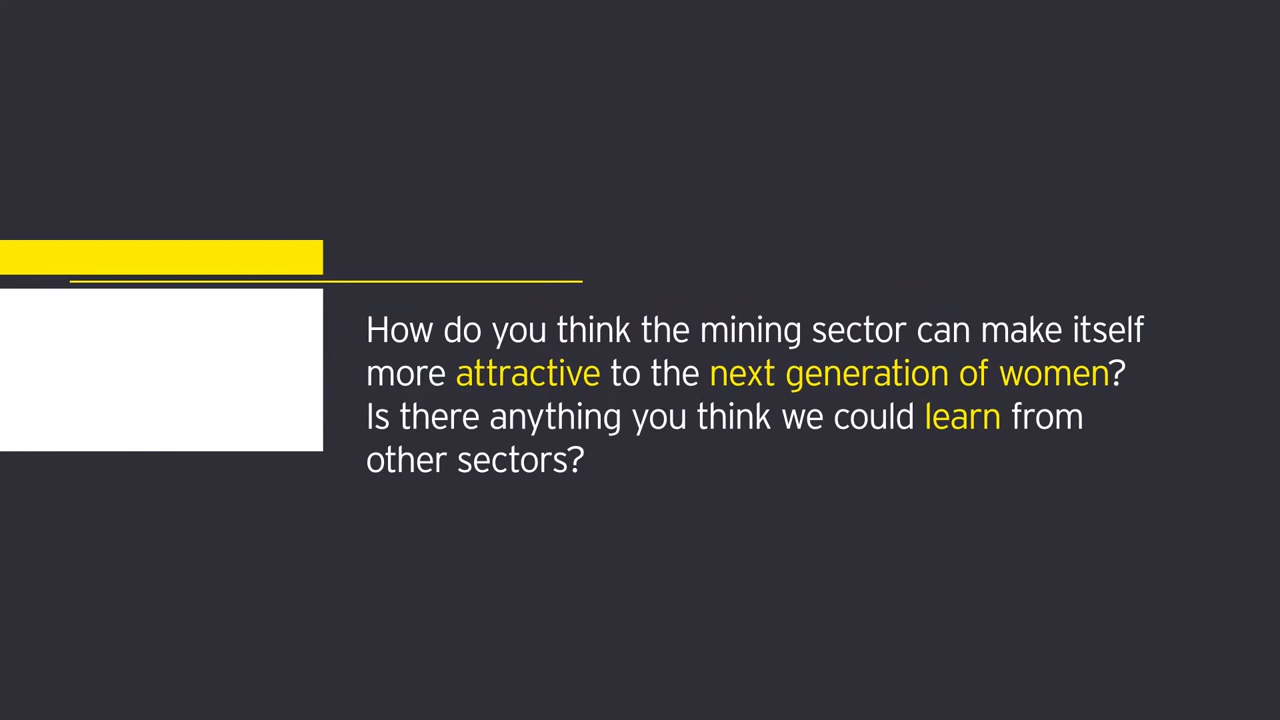 How do you think the mining sector can make itself
more attractive to the next generation of women?
Is there anything you think we could learn from
other sectors?